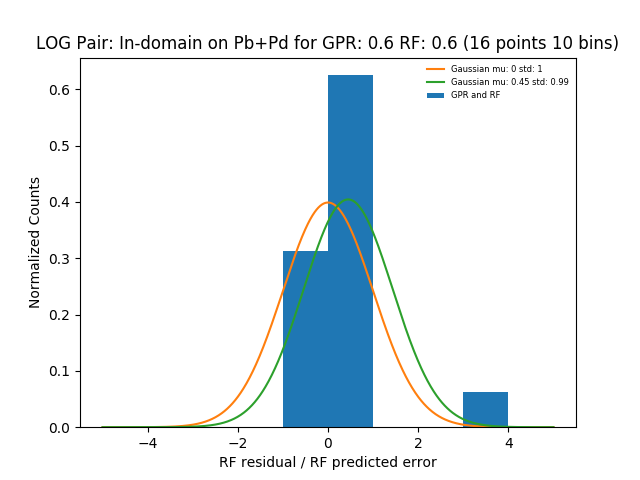 LOG Pair: In-domain on Pb+Pd for GPR: 0.6 RF: 0.6 (16 points 10 bins)
Gaussian mu: 0 std: 1
Gaussian mu: 0.45 std: 0.99
GPR and RF
Normalized Counts
0.6
0.5
0.4
0.3
0.2
0.1
0.0
−4
−2
0
2
4
RF residual / RF predicted error